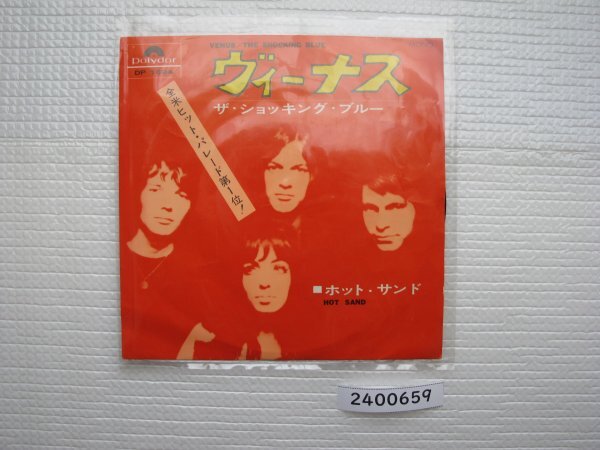 VENUS / THE SHOCKING BLUE
Polydor
DP
ヴィーナス
ザ・ショッキング・ブルー
全米ヒット・パレード第1位!
■ホット・サンド
HOT SAND
2400659